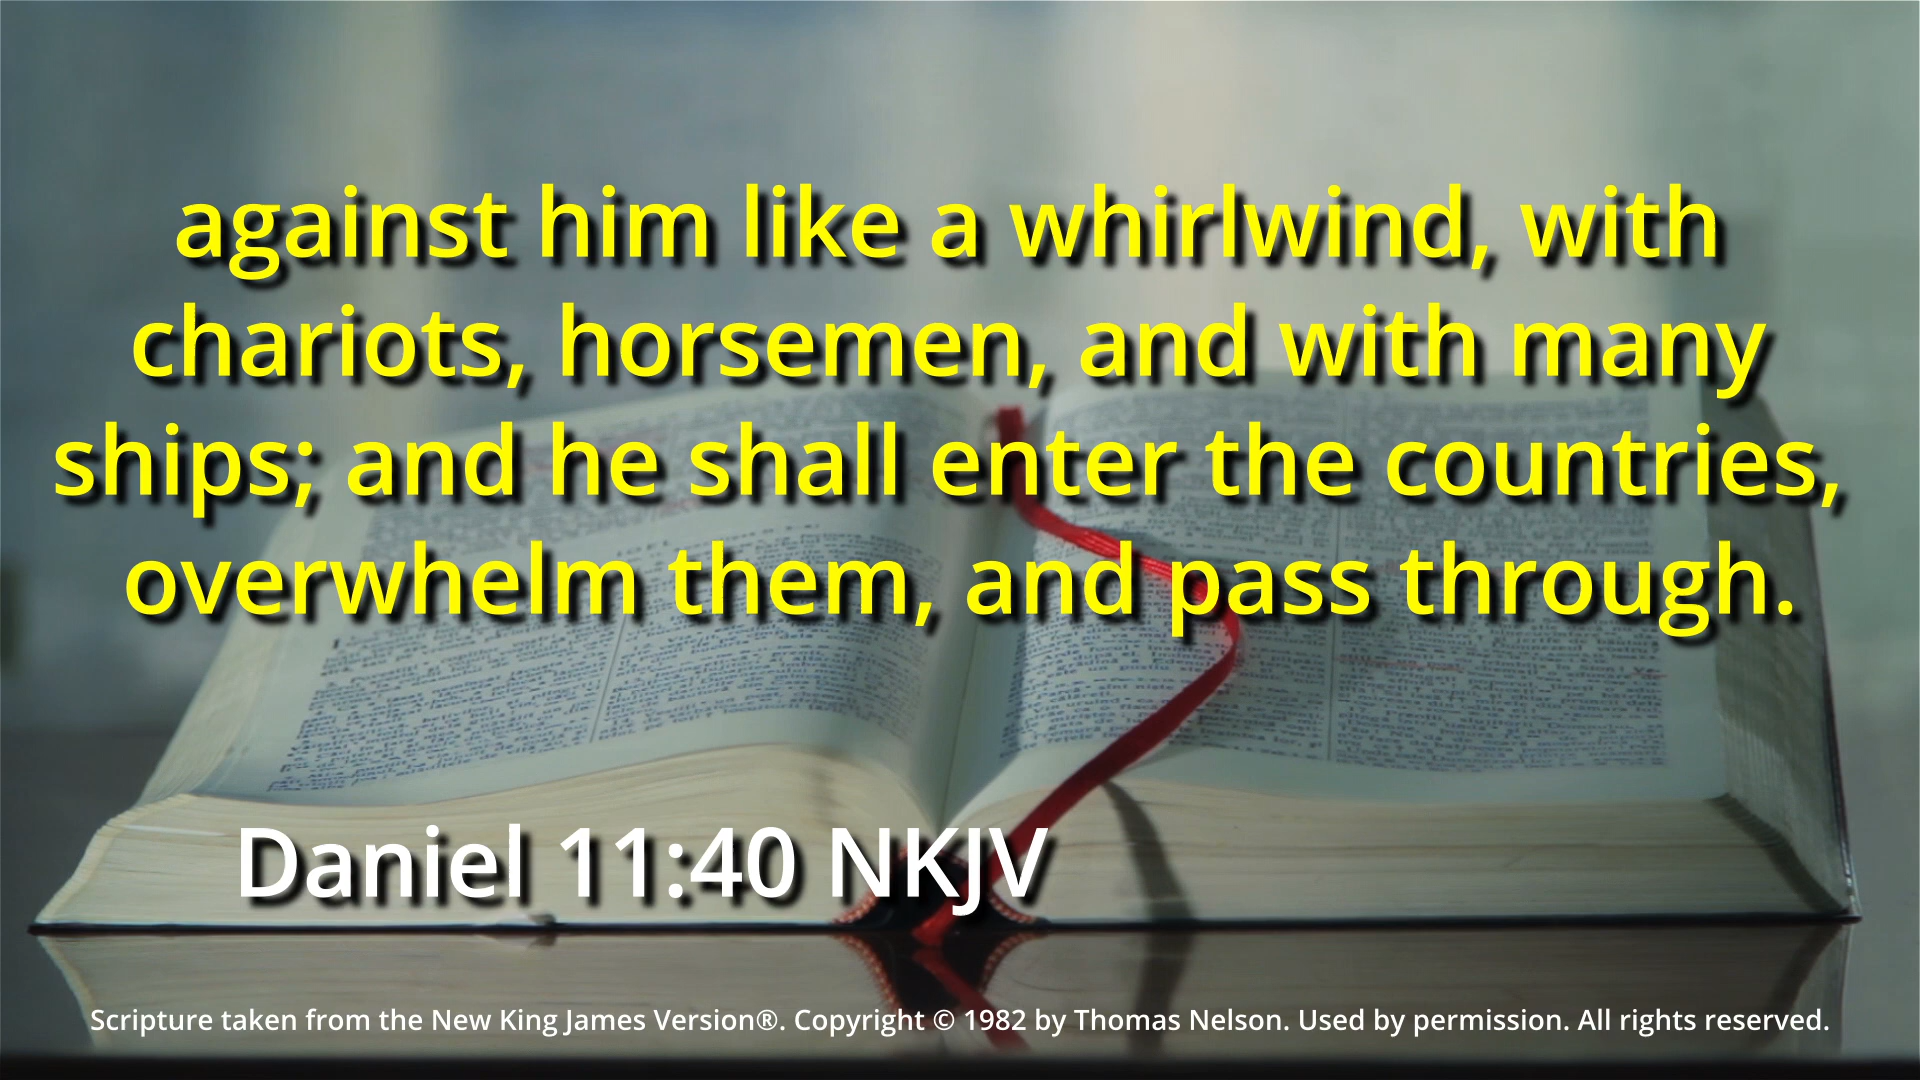 against him like a whirlwind, with
chariots, horsemen, and with many
ships; and he shall enter the countries,
overwhelm them, and pass through.
Daniel 11:40 NKJV
Scripture taken from the New King James Version®. Copyright © 1982 by Thomas Nelson. Used by permission. All rights reserved.